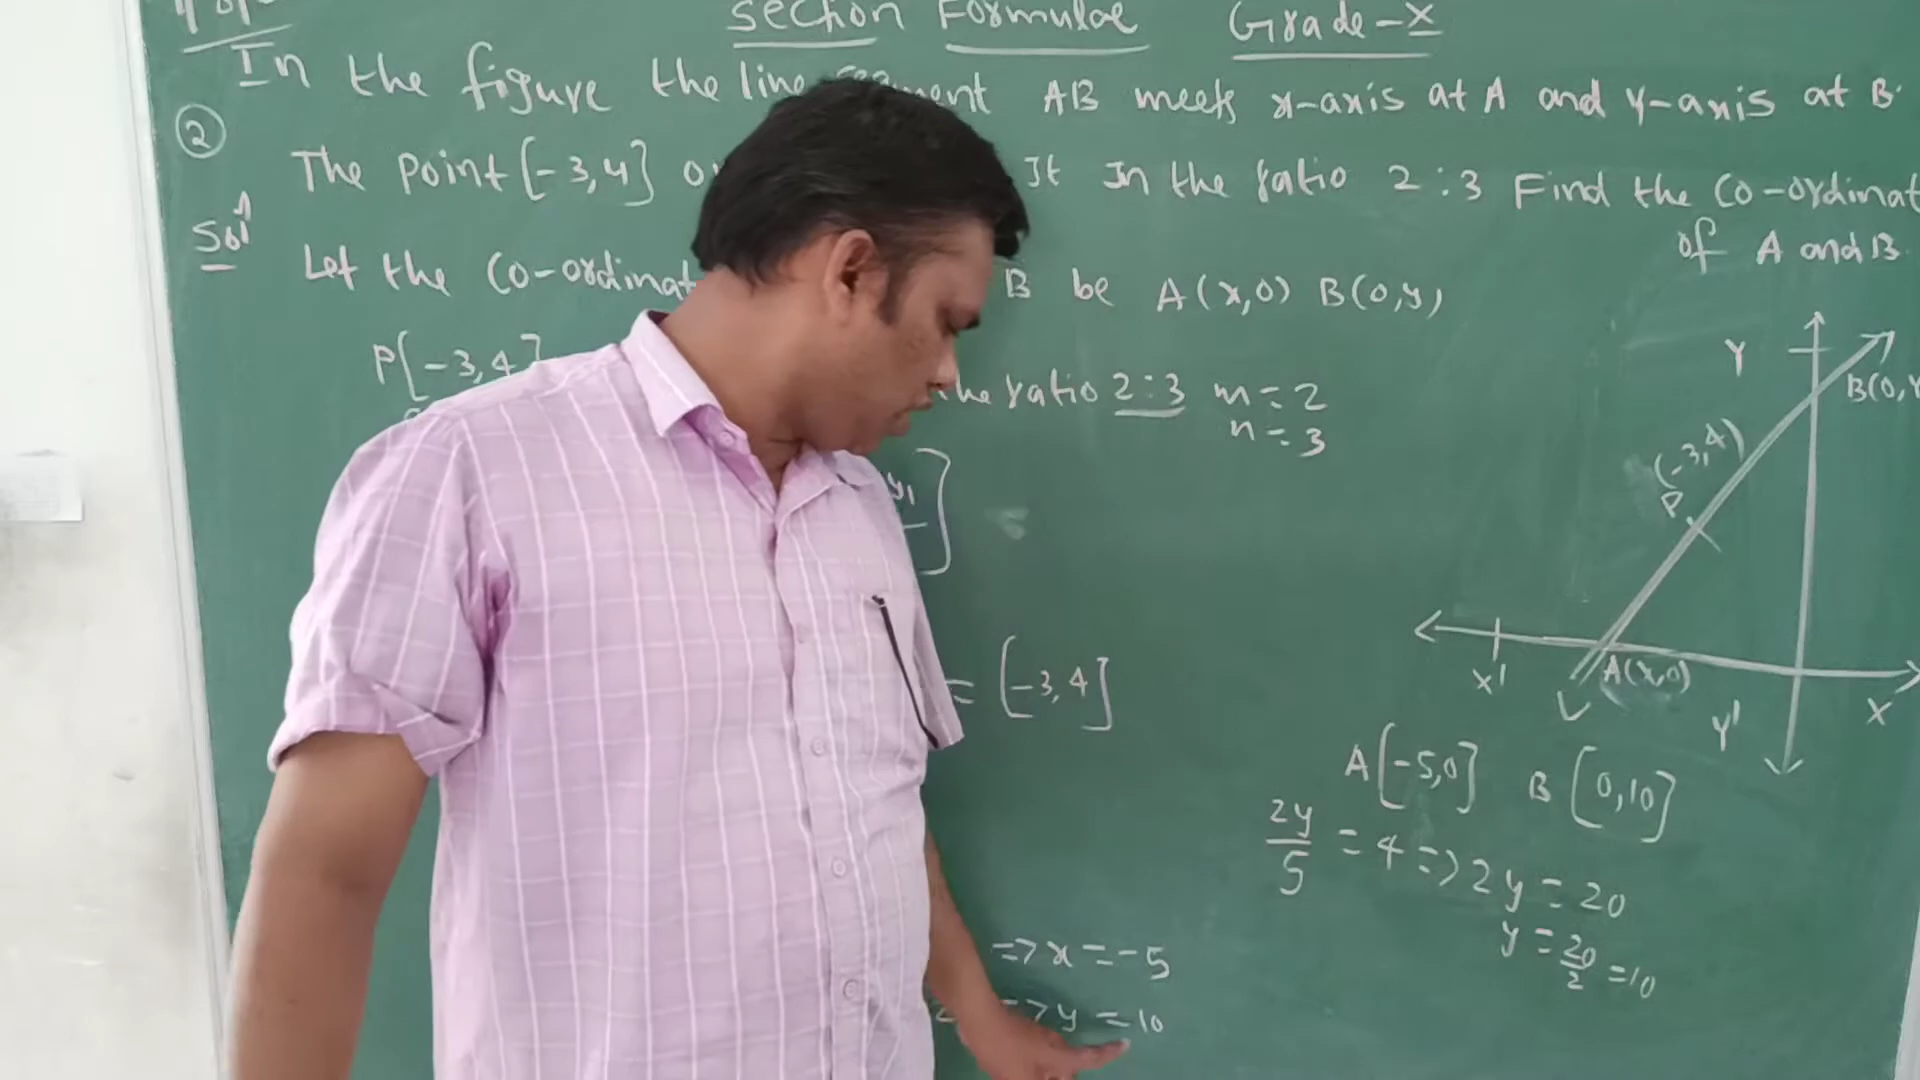 Section Formulae Grade-X
② In the figure the line segment AB meets x-axis at A and y-axis at B.
The point [-3,4] on It In the ratio 2:3 Find the Co-ordinat
of A and B.
Sol Let the Co-ordinat B be A(x,0) B(0,y)
P[-3,4] the ratio 2:3 m=2
n=3
y₁
= [-3,4]
Y
B(0,Y
(-3,4)
P
X' A(x,0) Y' X
A[-5,0] B[0,10]
2y/5 = 4 => 2y = 20
y = 20/2 = 10
=> x = -5
=> y = 10